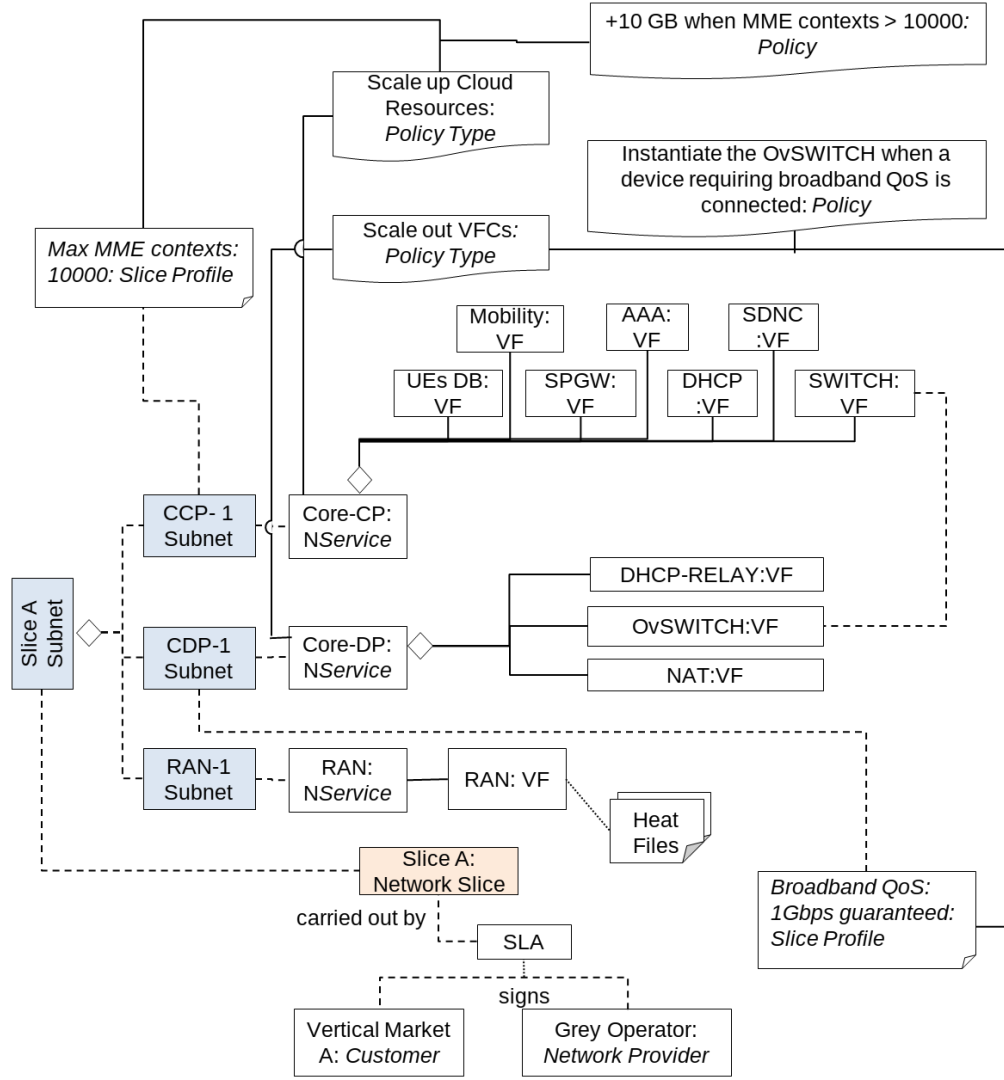 +10 GB when MME contexts > 10000:
Policy
Scale up Cloud
Resources:
Policy Type
Instantiate the OvSWITCH when a
device requiring broadband QoS is
connected: Policy
Scale out VFCs:
Policy Type
Max MME contexts:
10000: Slice Profile
Mobility:
VF
AAA:
VF
SDNC
:VF
UEs DB:
VF
SPGW:
VF
DHCP
:VF
SWITCH:
VF
CCP- 1
Subnet
Core-CP:
NService
Slice A
Subnet
CDP-1
Subnet
Core-DP:
NService
DHCP-RELAY:VF
OvSWITCH:VF
NAT:VF
RAN-1
Subnet
RAN:
NService
RAN: VF
Heat
Files
Slice A:
Network Slice
carried out by
SLA
signs
Broadband QoS:
1Gbps guaranteed:
Slice Profile
Vertical Market
A: Customer
Grey Operator:
Network Provider